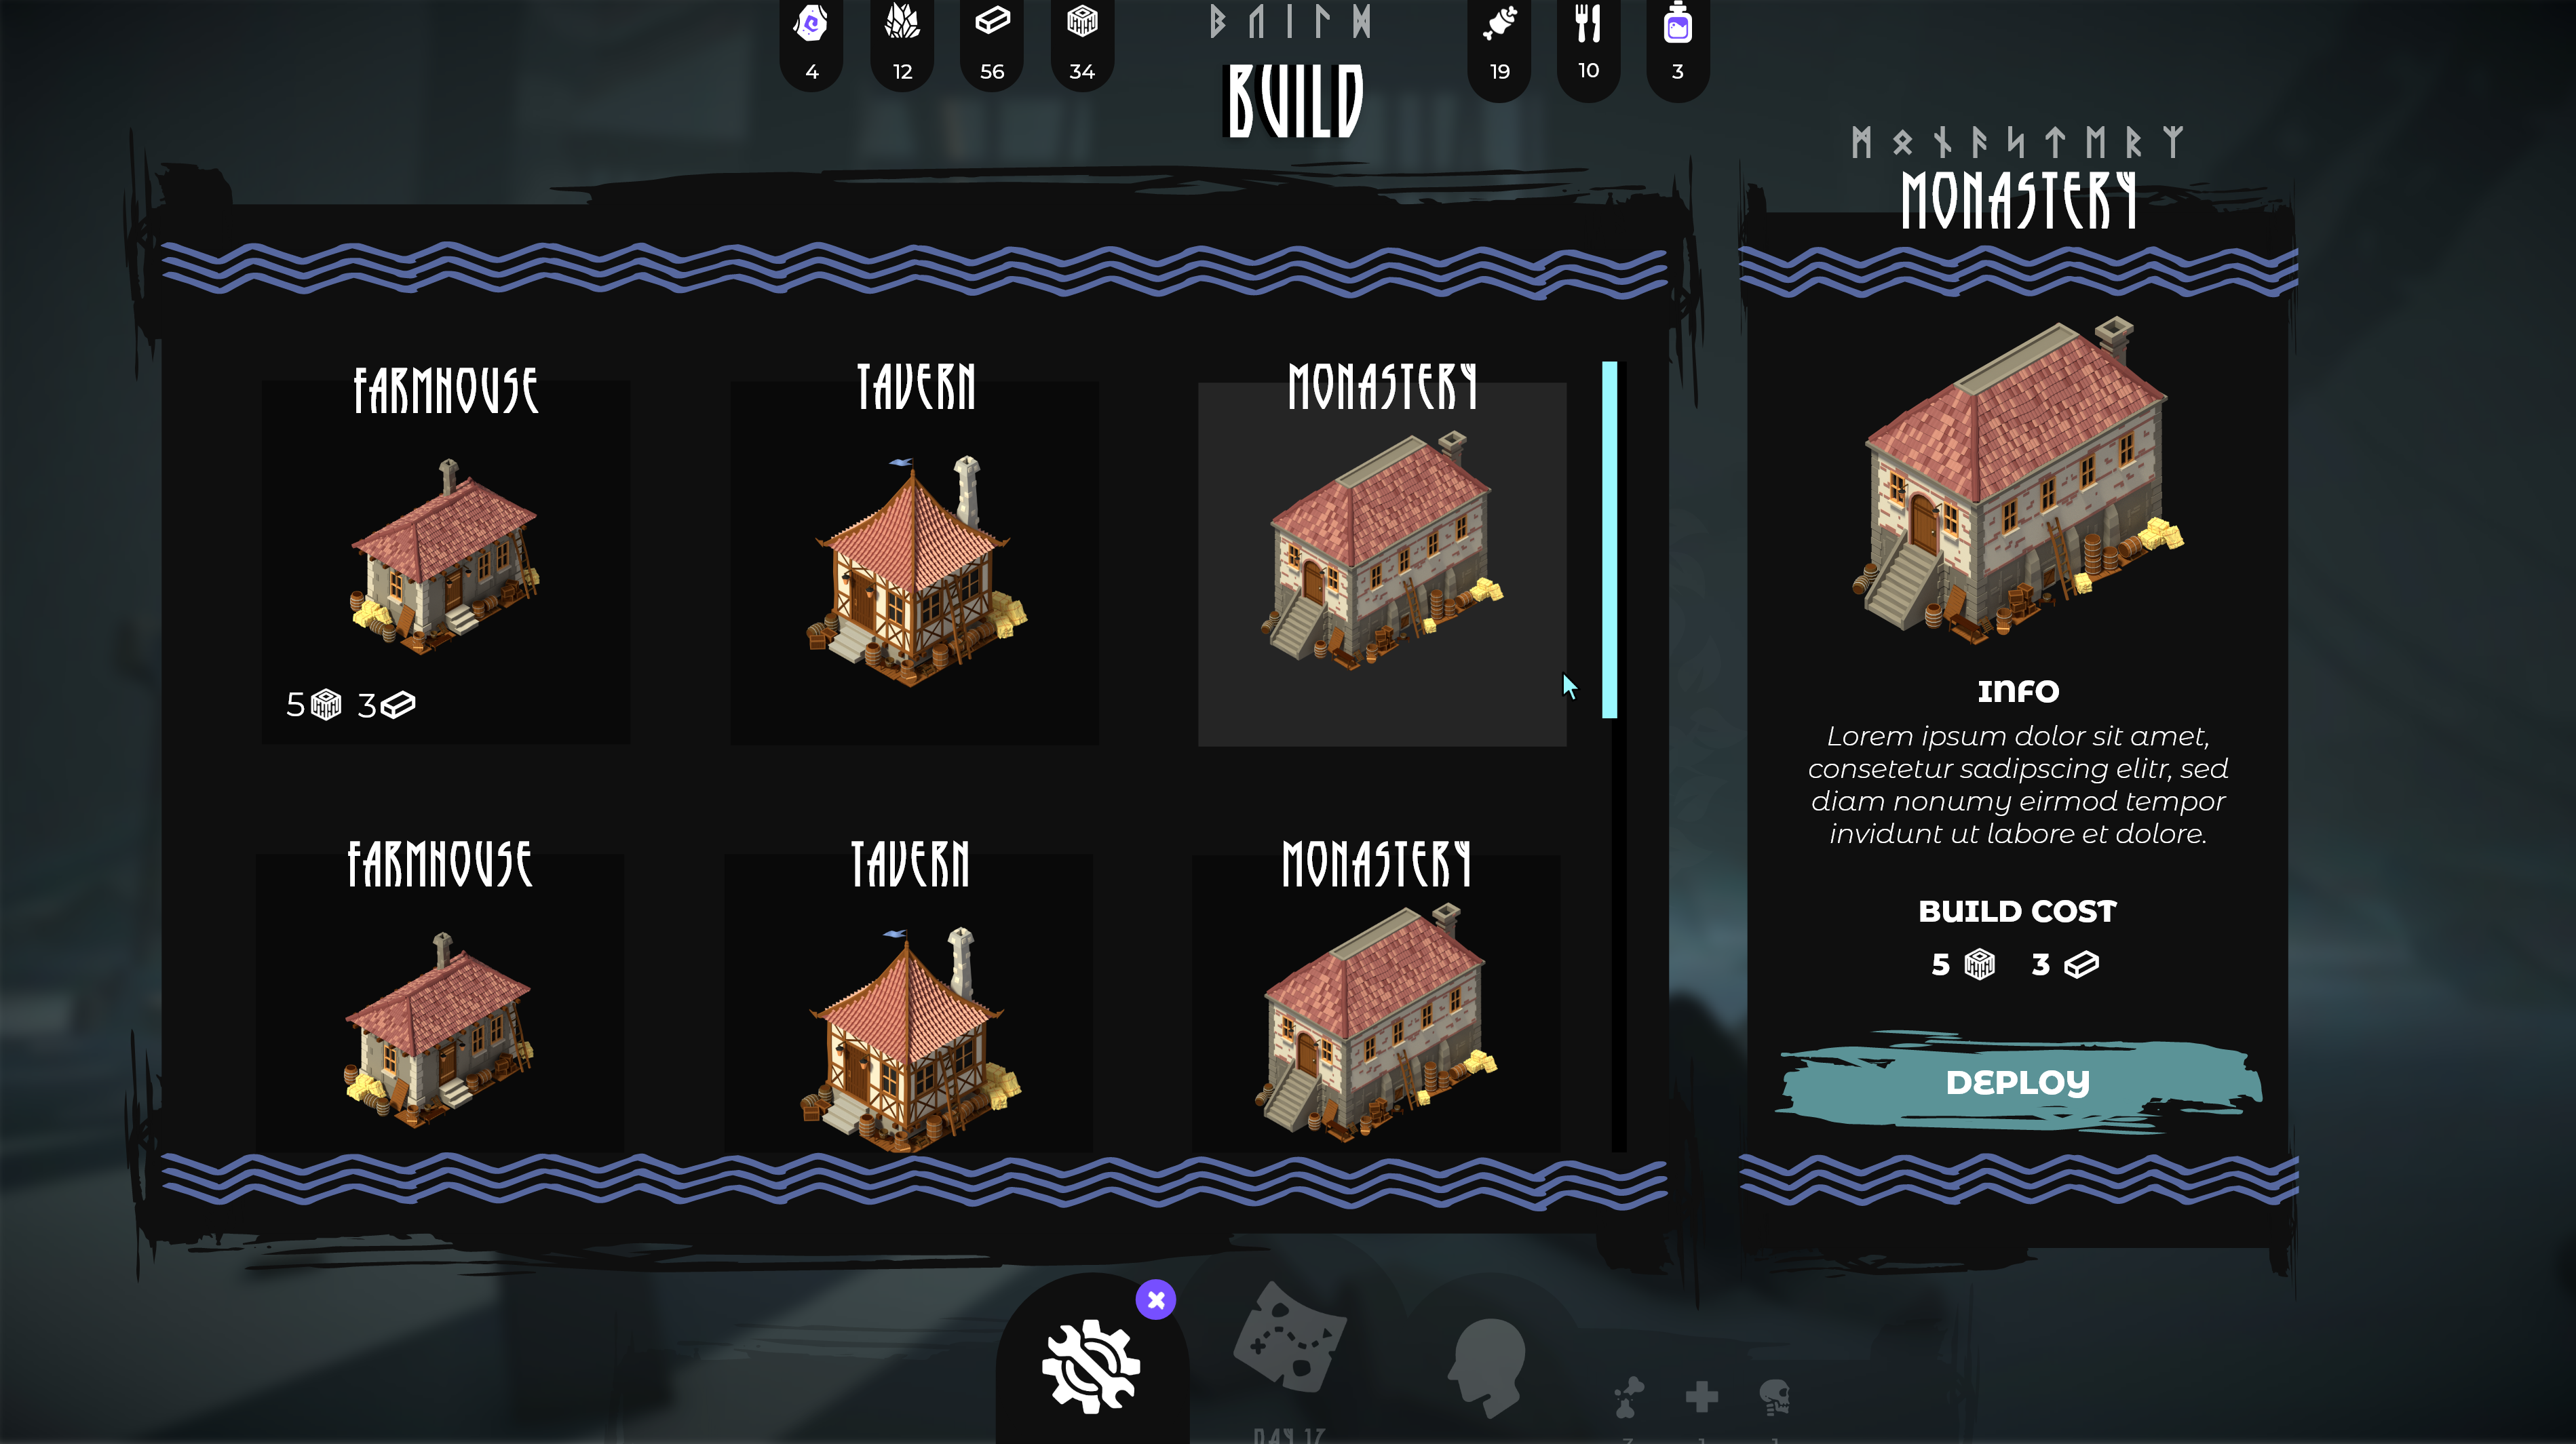 ᛒ ᚢ ᛁ ᛚ ᛞ
4 12 56 34
BUILD
19 10 3
ᛗ ᛟ ᚾ ᚨ ᛋ ᛏ ᛖ ᚱ ᛉ
MONASTERY
FARMHOUSE
TAVERN
MONASTERY
5 3
FARMHOUSE
TAVERN
MONASTERY
INFO
Lorem ipsum dolor sit amet,
consetetur sadipscing elitr, sed
diam nonumy eirmod tempor
invidunt ut labore et dolore.
BUILD COST
5 3
DEPLOY
DAY 17